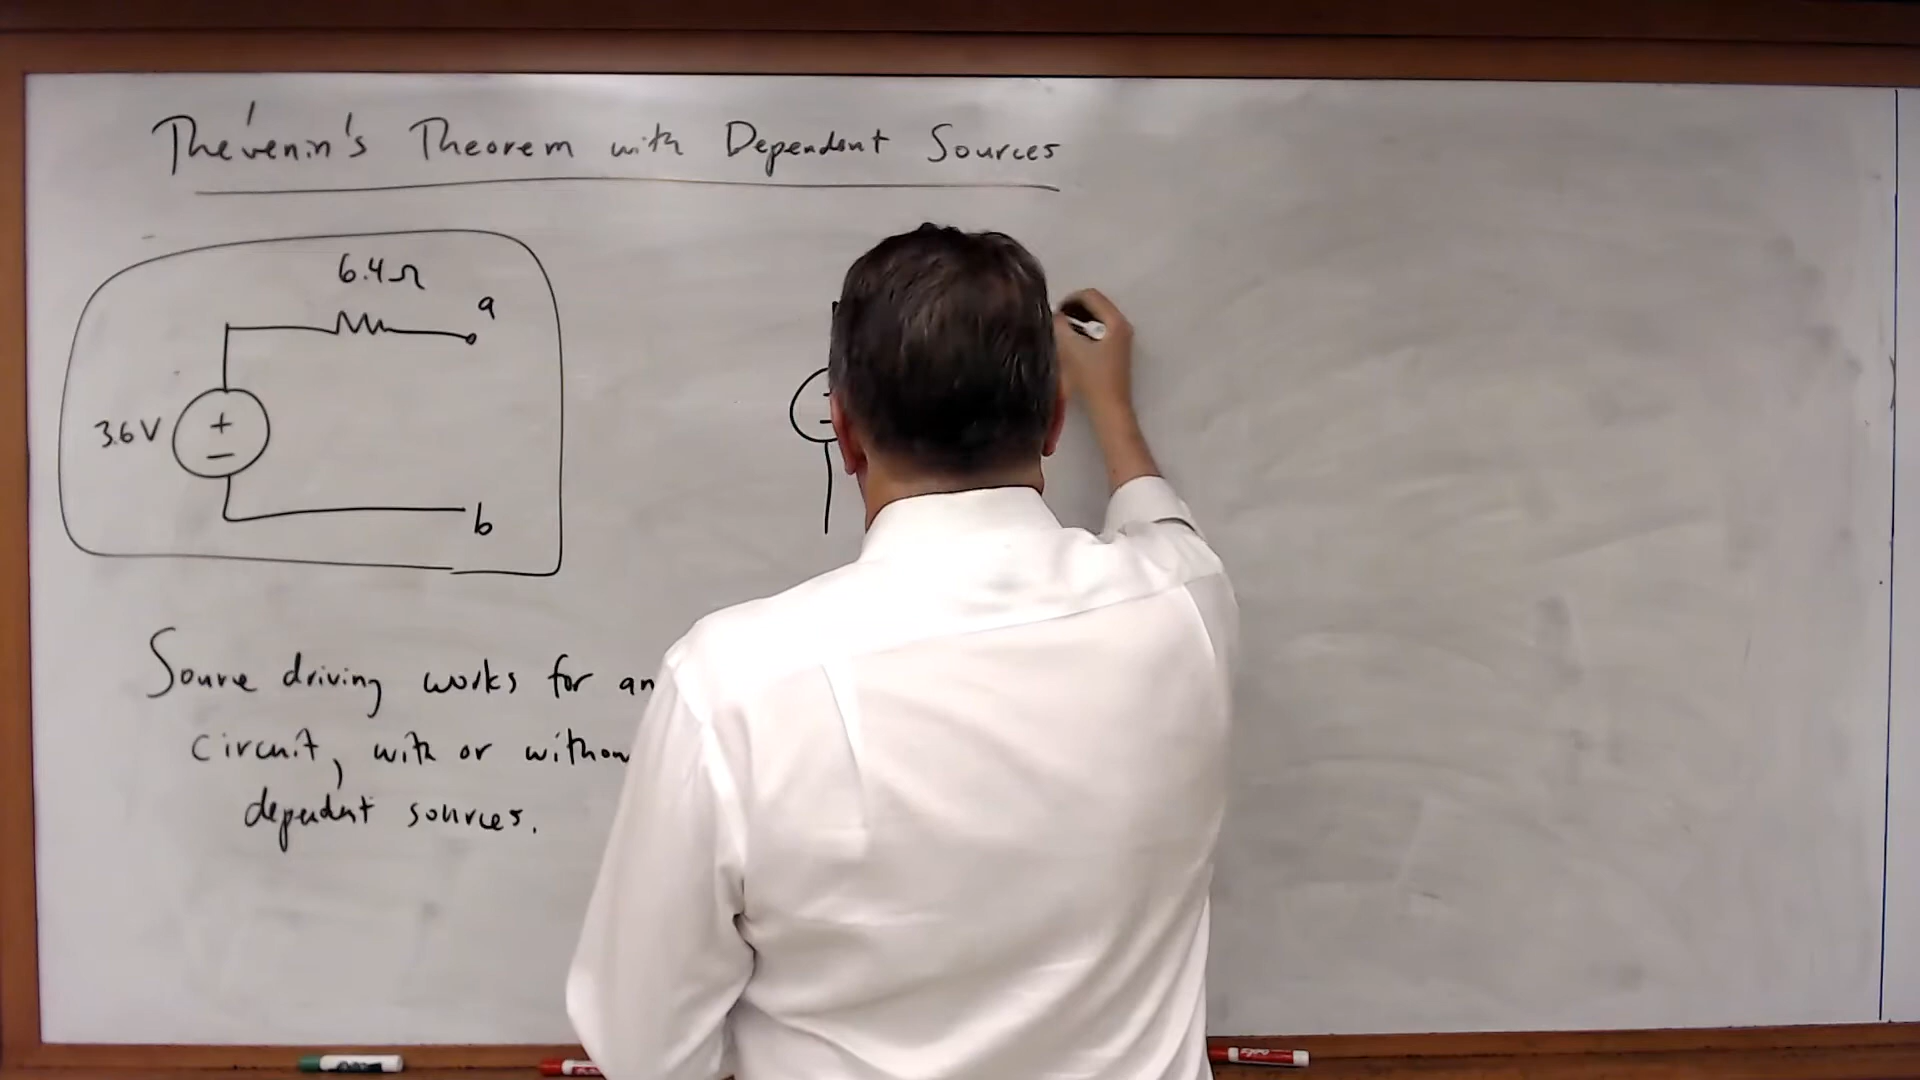 Thévenin's Theorem with Dependent Sources
6.4Ω
a
3.6V
+
−
b
Source driving works for an
circuit, with or withou
dependent sources.